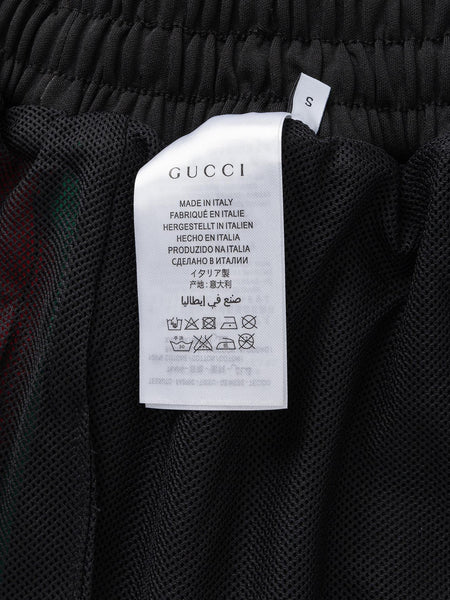 S
GUCCI
MADE IN ITALY
FABRIQUÉ EN ITALIE
HERGESTELLT IN ITALIEN
HECHO EN ITALIA
PRODUZIDO NA ITALIA
СДЕЛАНО В ИТАЛИИ
イタリア製
产地：意大利
صنع في إيطاليا